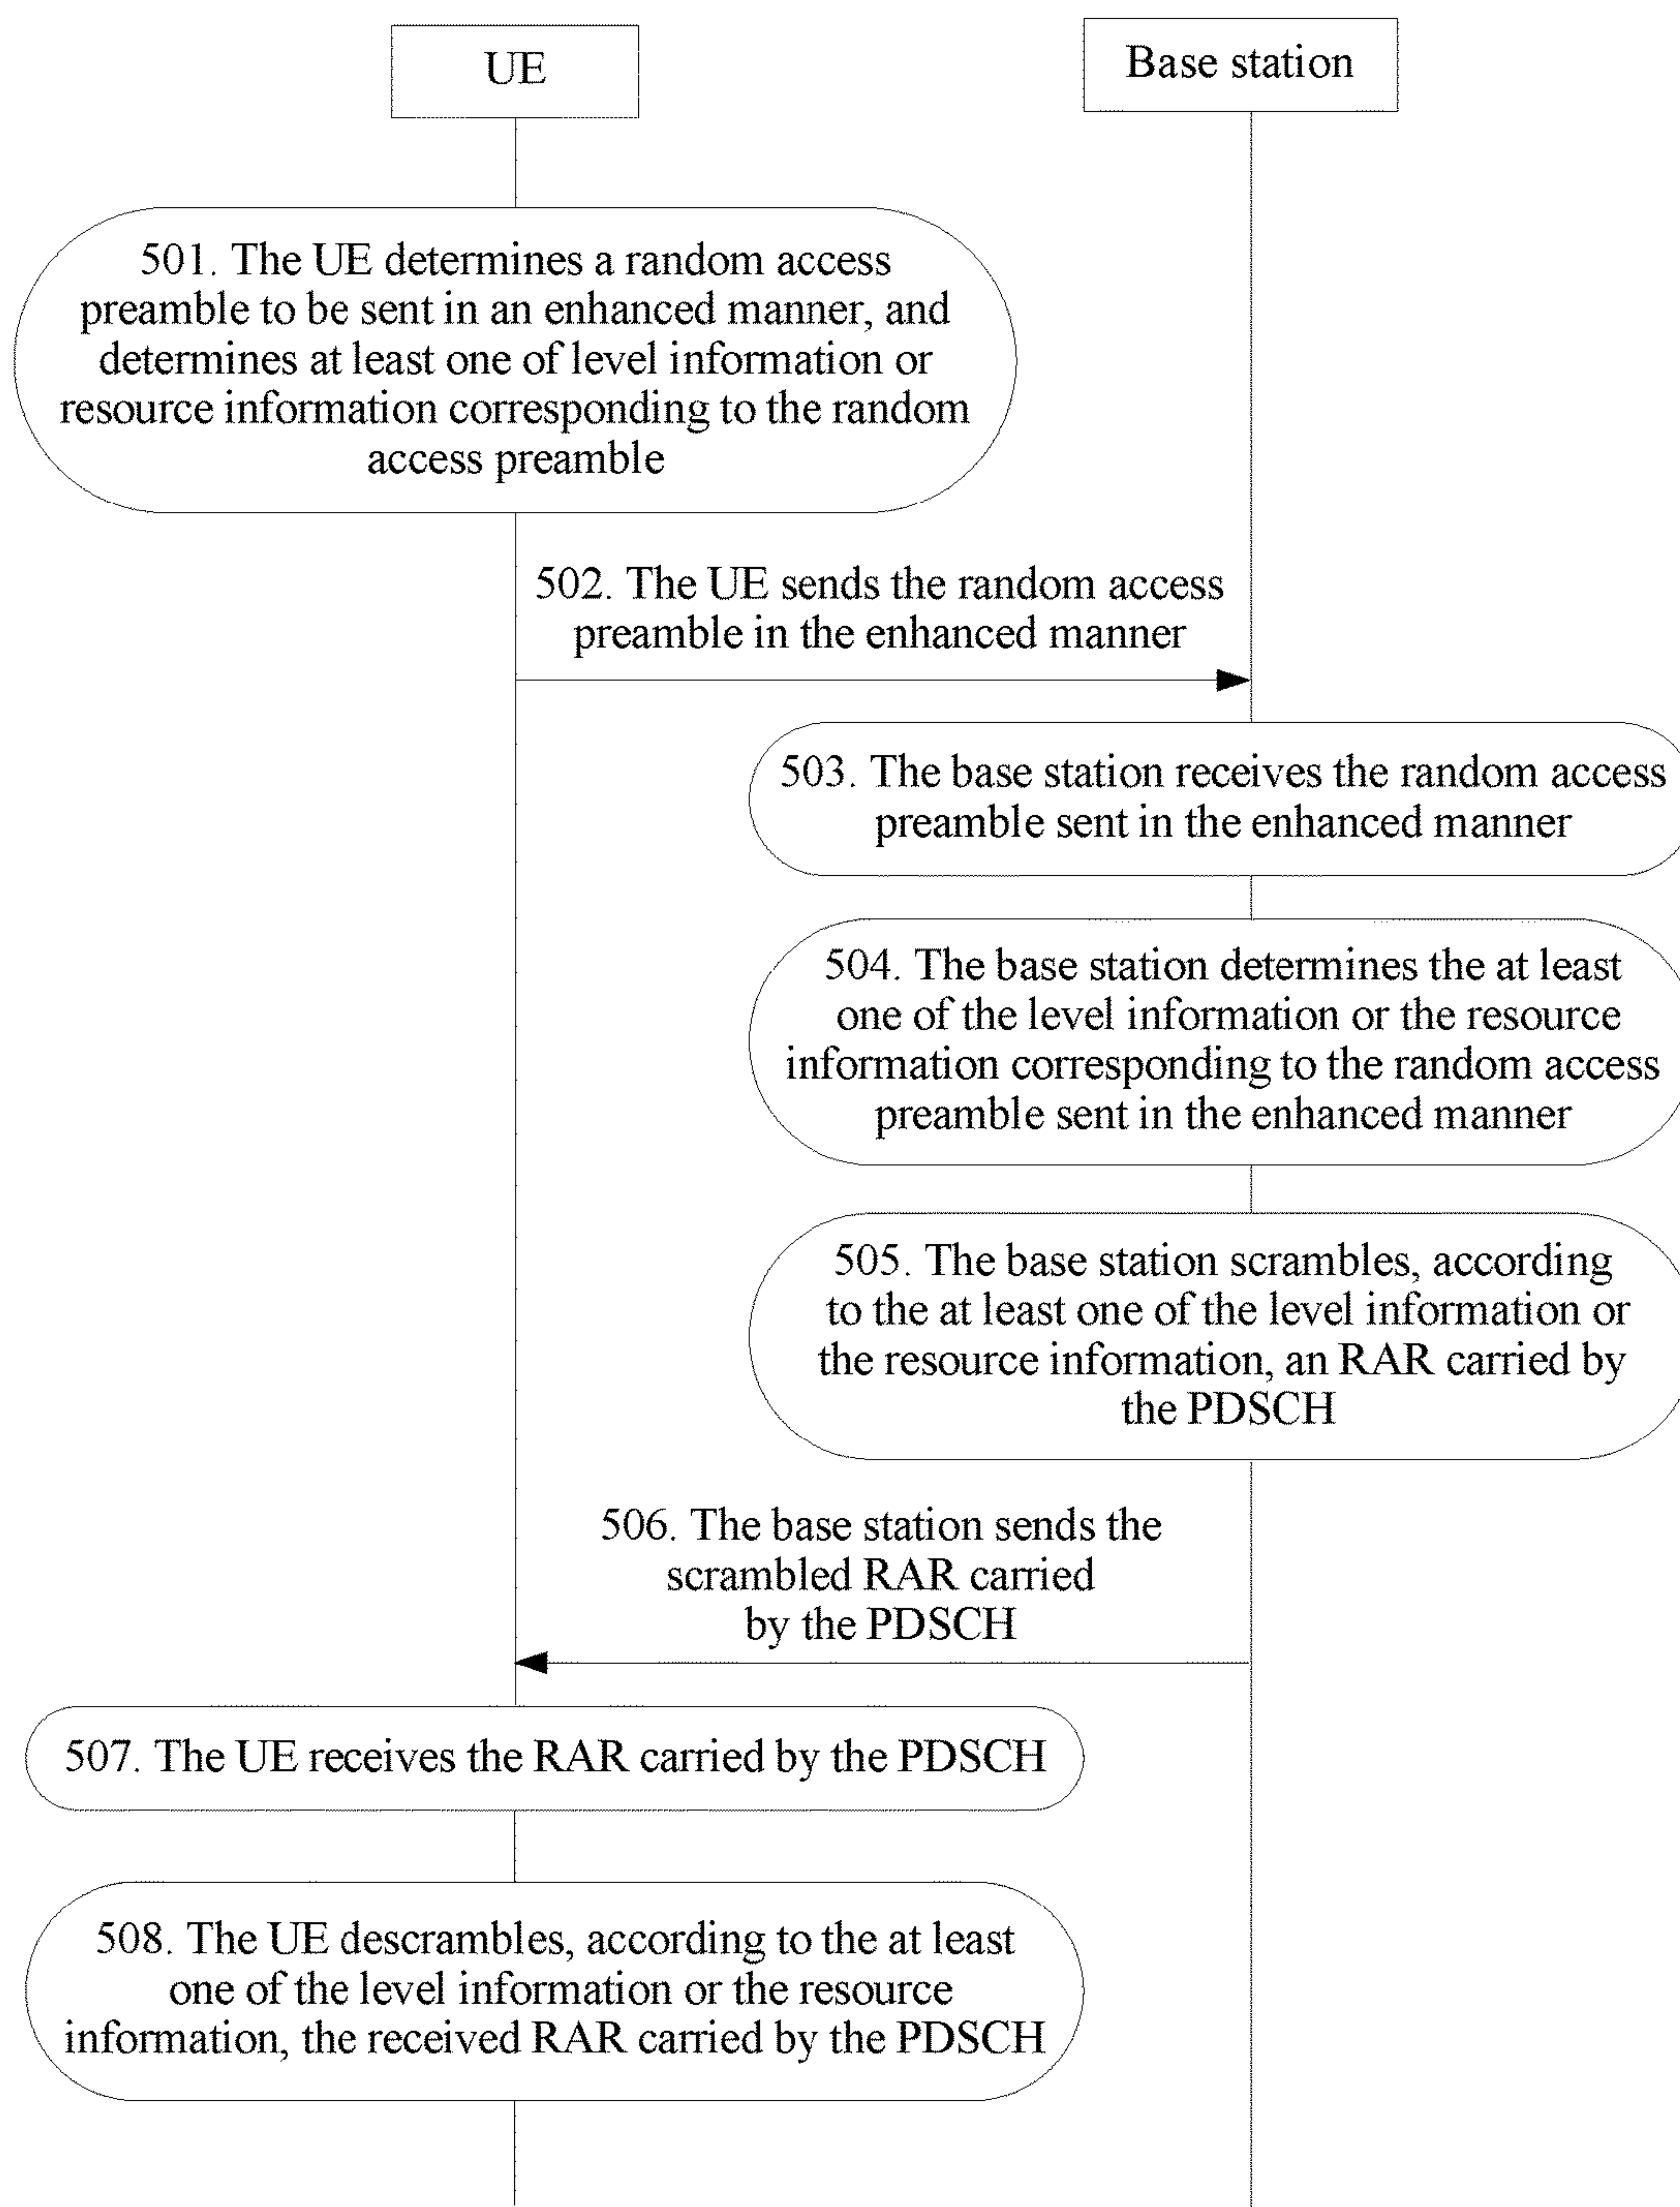 UE
Base station
501. The UE determines a random access
preamble to be sent in an enhanced manner, and
determines at least one of level information or
resource information corresponding to the random
access preamble
502. The UE sends the random access
preamble in the enhanced manner
503. The base station receives the random access
preamble sent in the enhanced manner
504. The base station determines the at least
one of the level information or the resource
information corresponding to the random access
preamble sent in the enhanced manner
505. The base station scrambles, according
to the at least one of the level information or
the resource information, an RAR carried by
the PDSCH
506. The base station sends the
scrambled RAR carried
by the PDSCH
507. The UE receives the RAR carried by the PDSCH
508. The UE descrambles, according to the at least
one of the level information or the resource
information, the received RAR carried by the PDSCH